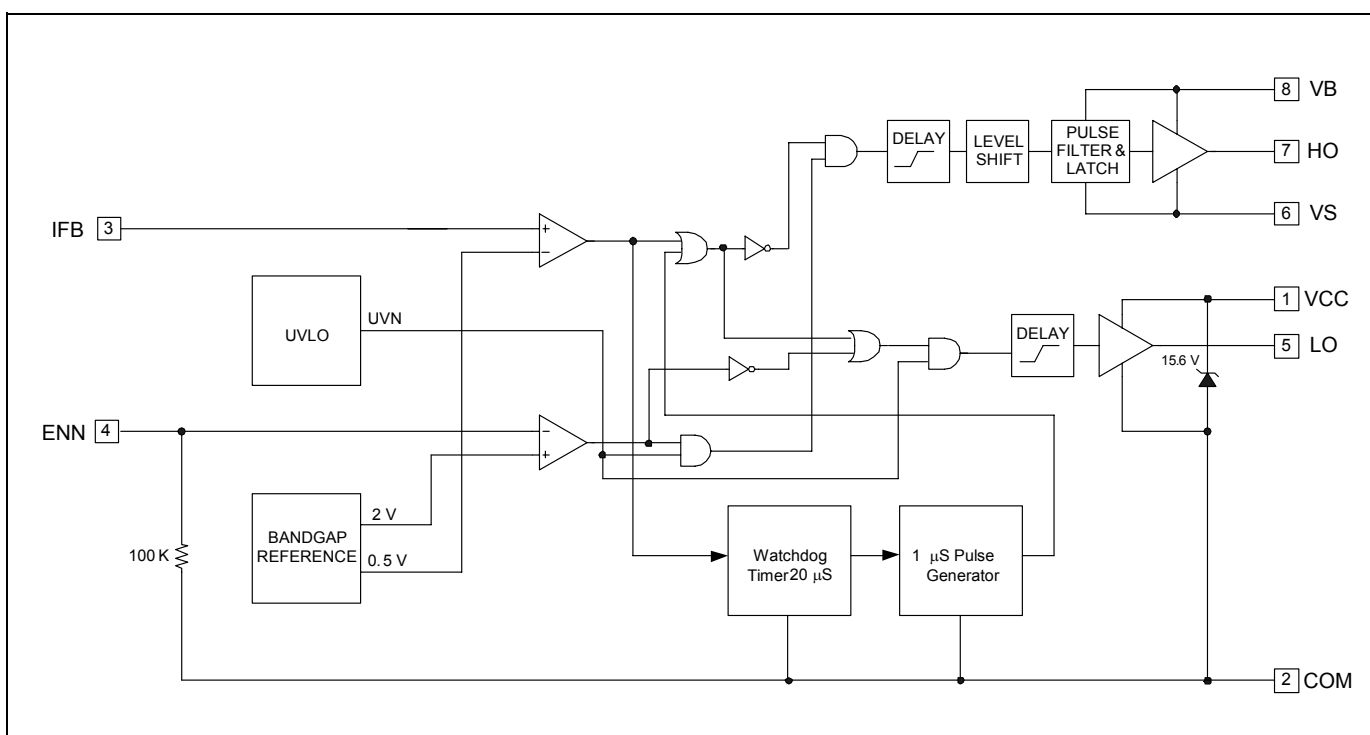 8 VB
DELAY
LEVEL
SHIFT
PULSE
FILTER &
LATCH
7 HO
6 VS
IFB 3
+
−
UVLO
UVN
1 VCC
DELAY
15.6 V
5 LO
ENN 4
−
+
BANDGAP
REFERENCE
2 V
0.5 V
100 K
Watchdog
Timer 20 µS
1 µS Pulse
Generator
2 COM